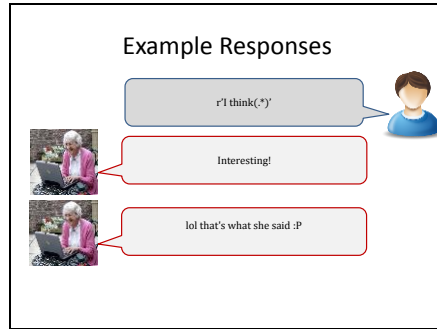 Example Responses
r'I think(.*)'
Interesting!
lol that's what she said :P